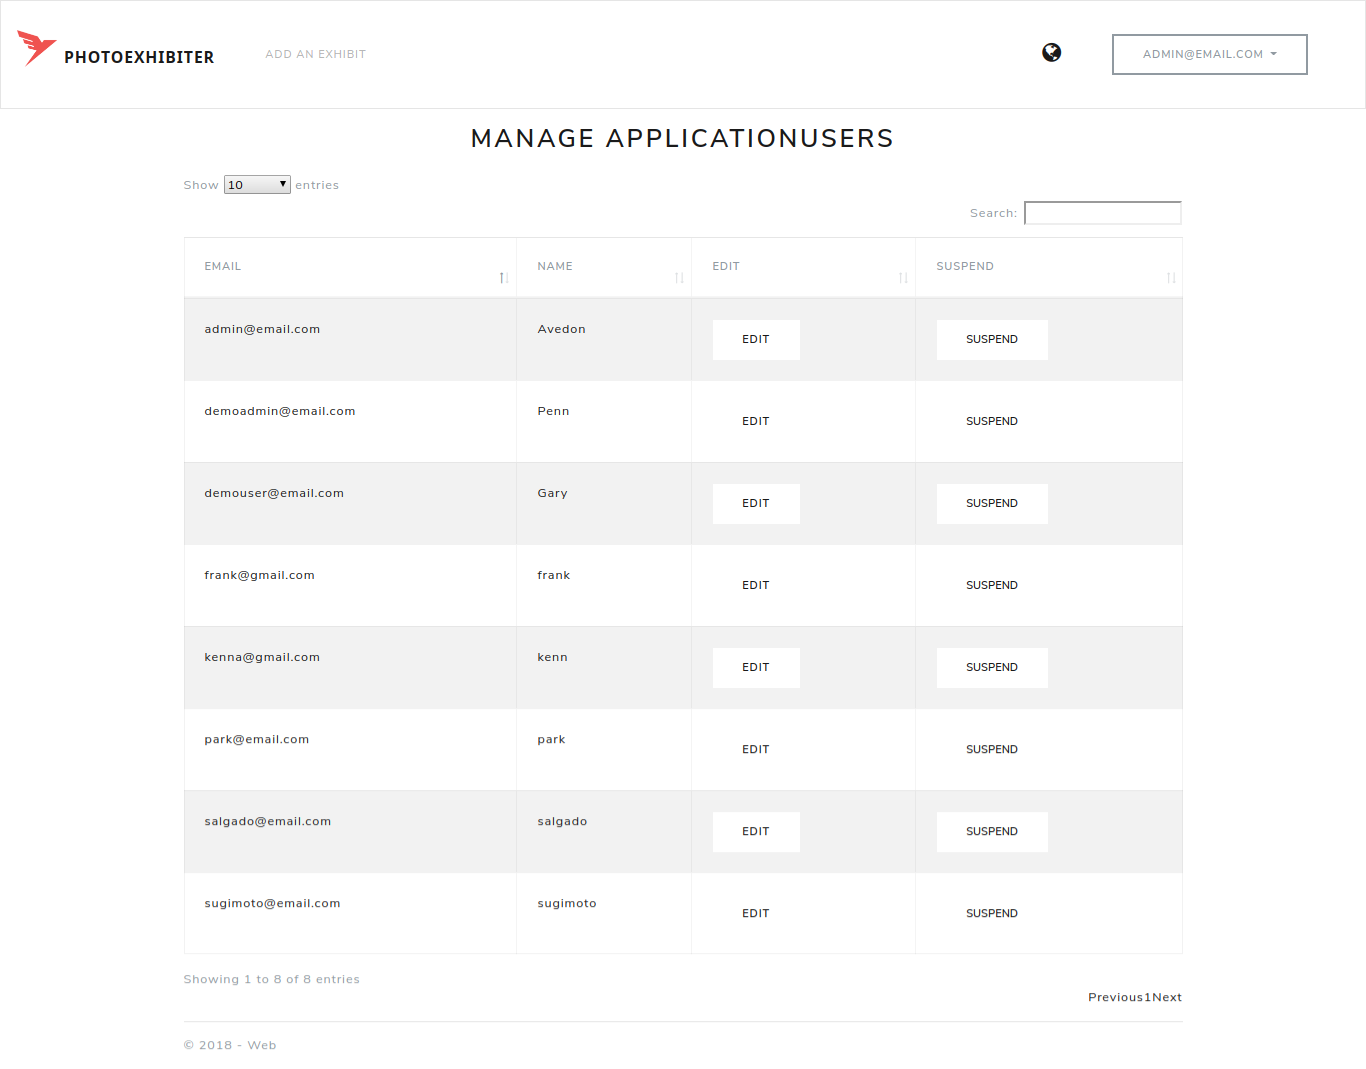 PHOTOEXHIBITER ADD AN EXHIBIT ADMIN@EMAIL.COM
MANAGE APPLICATIONUSERS
Show 10 entries
Search:
EMAIL NAME EDIT SUSPEND
admin@email.com Avedon EDIT SUSPEND
demoadmin@email.com Penn EDIT SUSPEND
demouser@email.com Gary EDIT SUSPEND
frank@gmail.com frank EDIT SUSPEND
kenna@gmail.com kenn EDIT SUSPEND
park@email.com park EDIT SUSPEND
salgado@email.com salgado EDIT SUSPEND
sugimoto@email.com sugimoto EDIT SUSPEND
Showing 1 to 8 of 8 entries
Previous1Next
© 2018 - Web